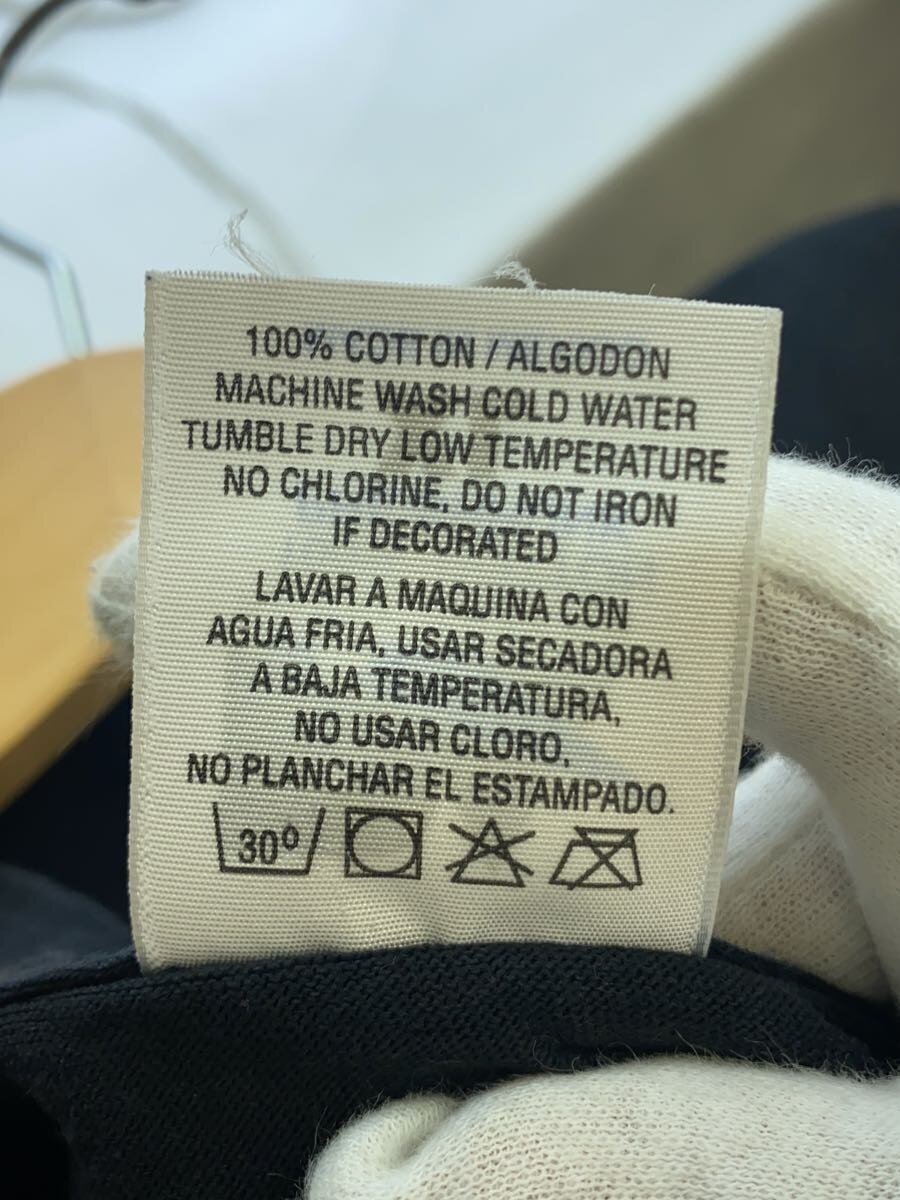 100% COTTON / ALGODON
MACHINE WASH COLD WATER
TUMBLE DRY LOW TEMPERATURE
NO CHLORINE, DO NOT IRON
IF DECORATED
LAVAR A MAQUINA CON
AGUA FRIA, USAR SECADORA
A BAJA TEMPERATURA,
NO USAR CLORO,
NO PLANCHAR EL ESTAMPADO.
30º